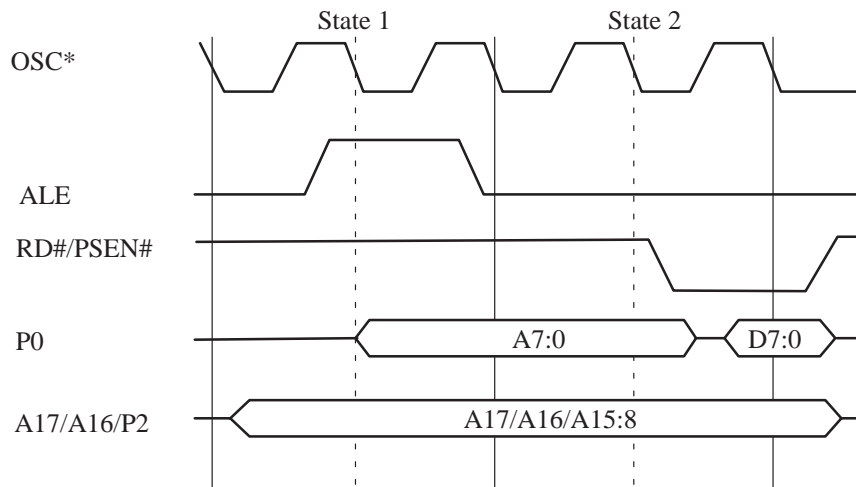 State 1 State 2
OSC*
ALE
RD#/PSEN#
P0 A7:0 D7:0
A17/A16/P2 A17/A16/A15:8